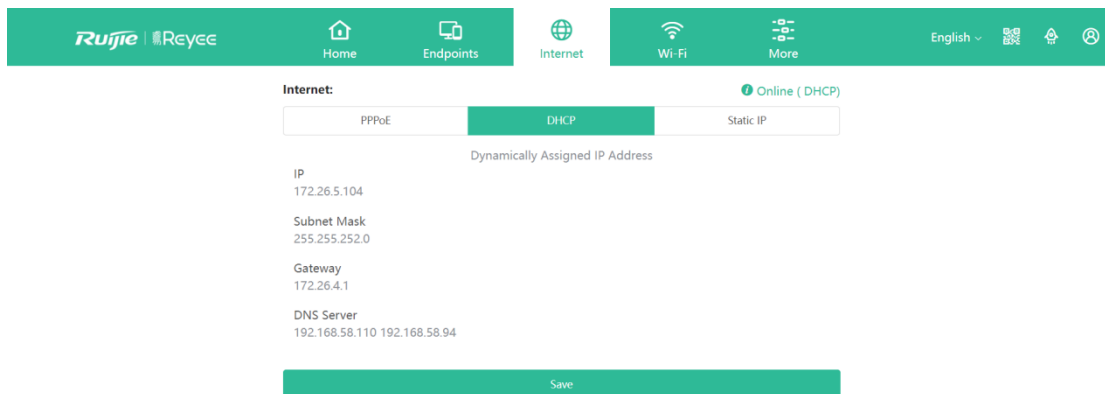 Ruijie | Reyee
Home
Endpoints
Internet
Wi-Fi
More
English
Internet:
Online ( DHCP)
PPPoE
DHCP
Static IP
Dynamically Assigned IP Address
IP
172.26.5.104
Subnet Mask
255.255.252.0
Gateway
172.26.4.1
DNS Server
192.168.58.110 192.168.58.94
Save